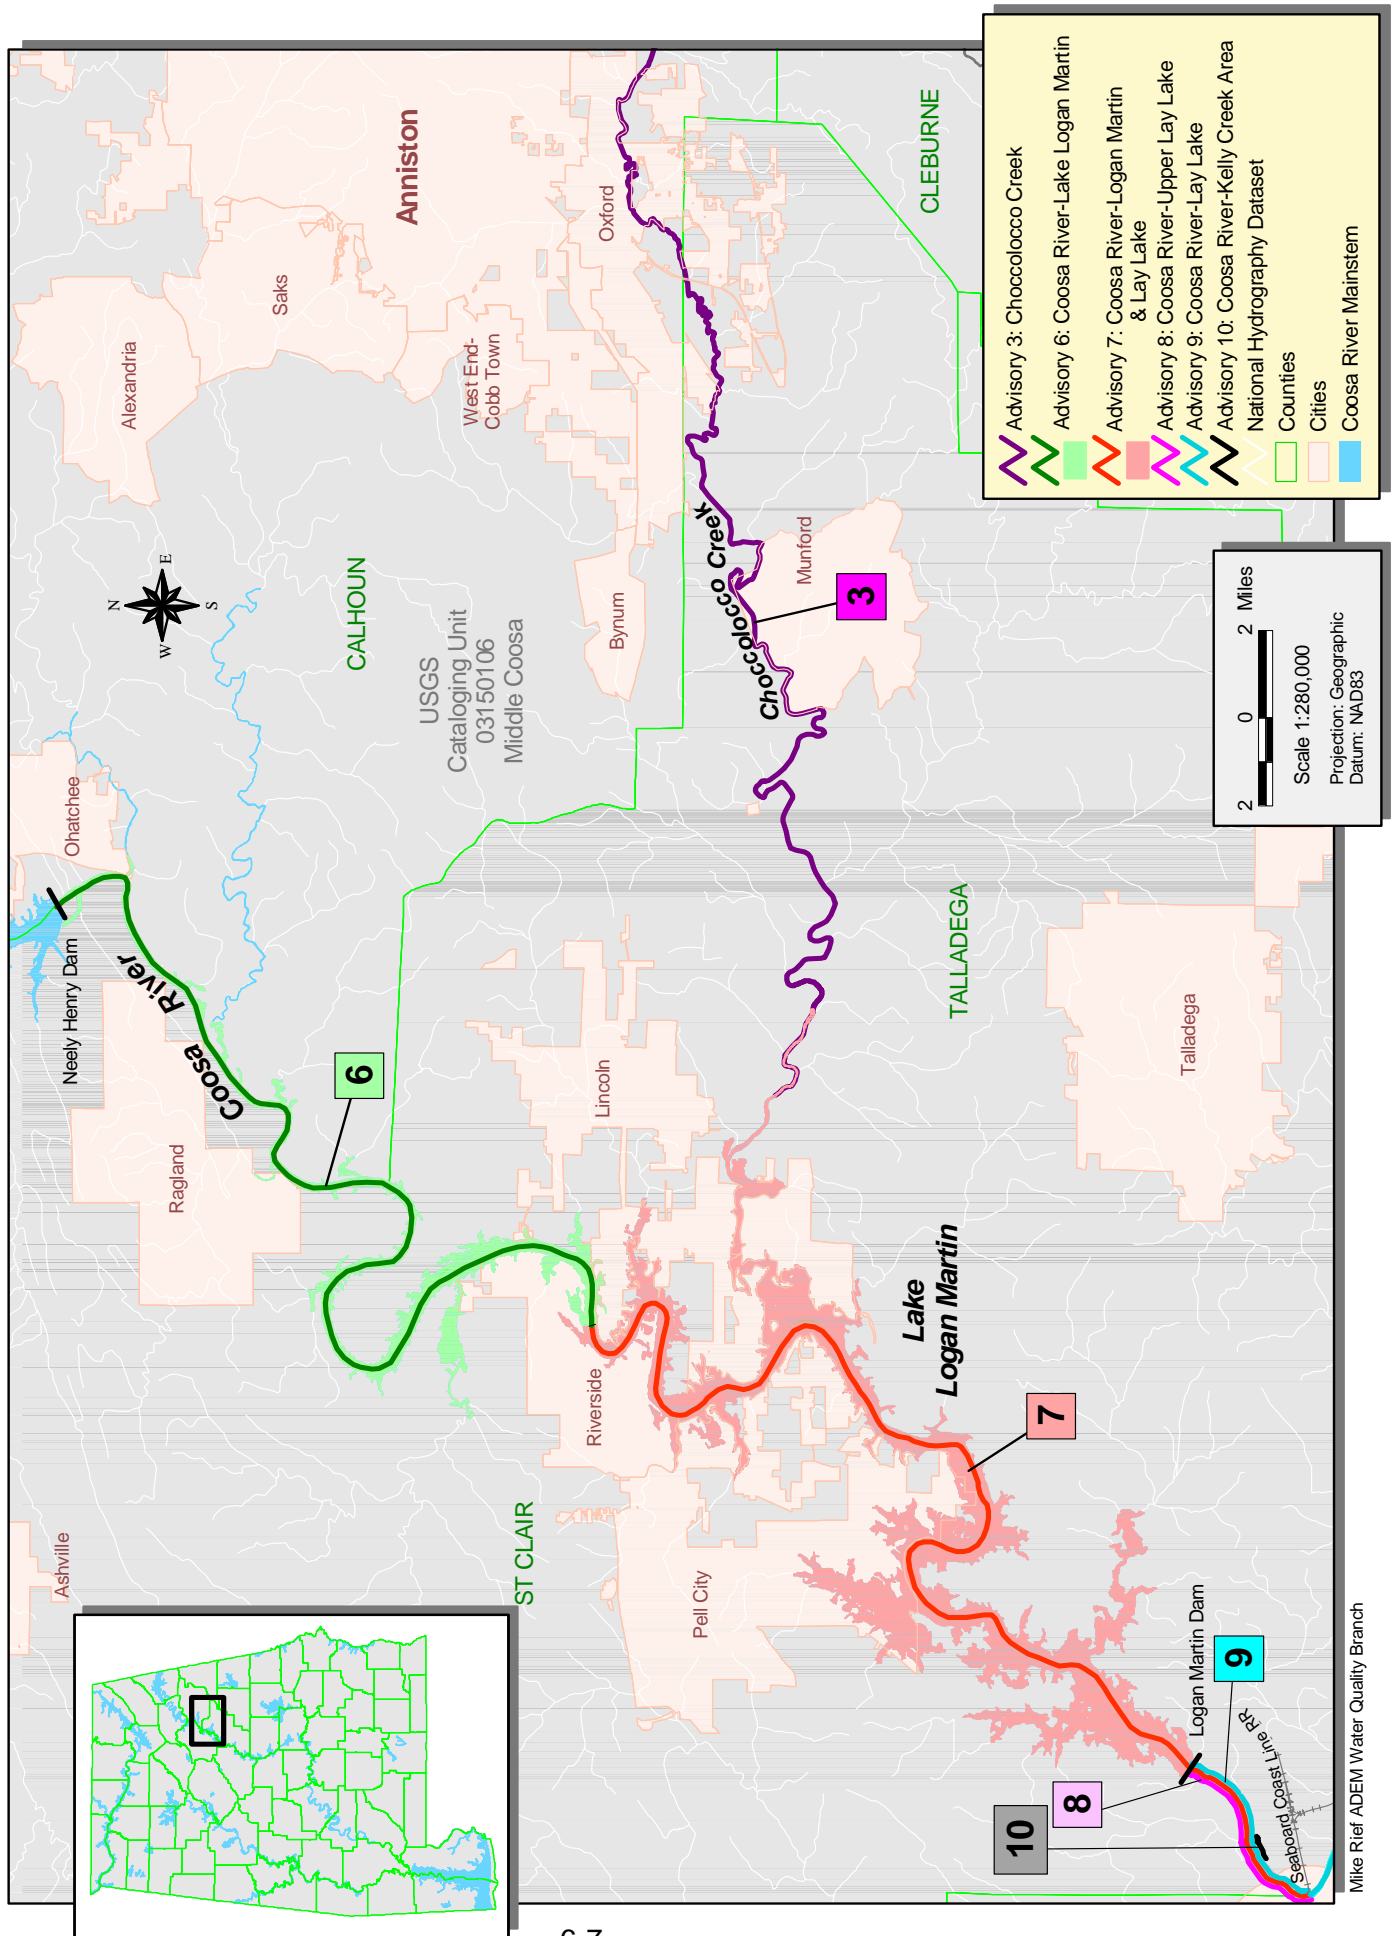 Ashville
Ragland
Neely Henry Dam
Ohatchee
Coosa
River
6
N
W
E
S
Alexandria
Saks
Anniston
CALHOUN
USGS
Cataloging Unit
03150106
Middle Coosa
West End-
Cobb Town
Bynum
Oxford
CLEBURNE
ST CLAIR
Riverside
Lincoln
Pell City
Choccolocco Creek
Munford
3
TALLADEGA
Talladega
Lake
Logan Martin
7
Logan Martin Dam
8
9
10
Seaboard Coast Line RR
Advisory 3: Choccolocco Creek
Advisory 6: Coosa River-Lake Logan Martin
Advisory 7: Coosa River-Logan Martin
& Lay Lake
Advisory 8: Coosa River-Upper Lay Lake
Advisory 9: Coosa River-Lay Lake
Advisory 10: Coosa River-Kelly Creek Area
National Hydrography Dataset
Counties
Cities
Coosa River Mainstem
2 0 2 Miles
Scale 1:280,000
Projection: Geographic
Datum: NAD83
Mike Rief ADEM Water Quality Branch